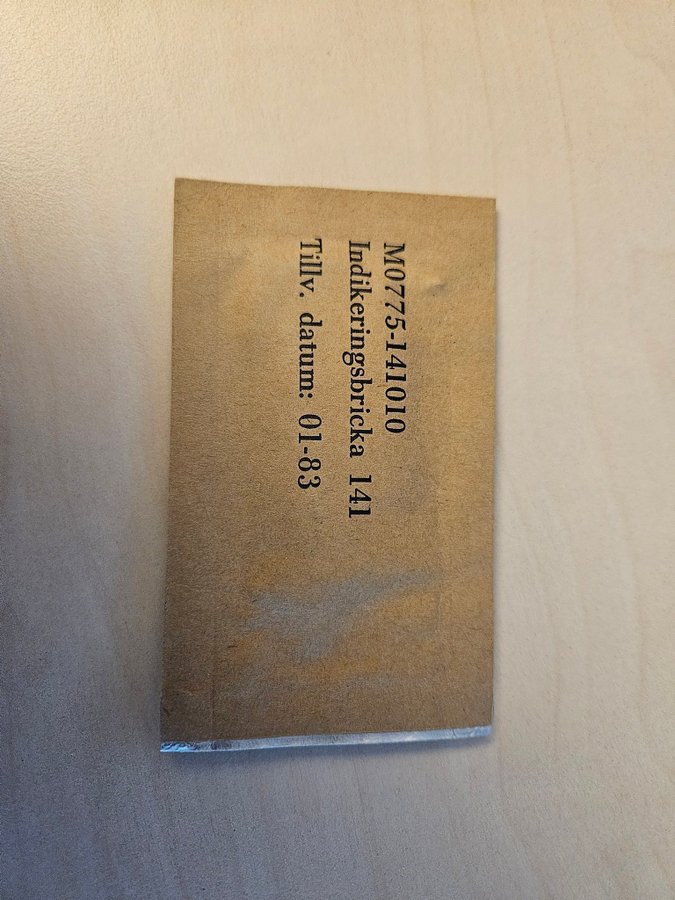 M0775-141010
Indikeringsbricka 141
Tillv. datum: 01-83